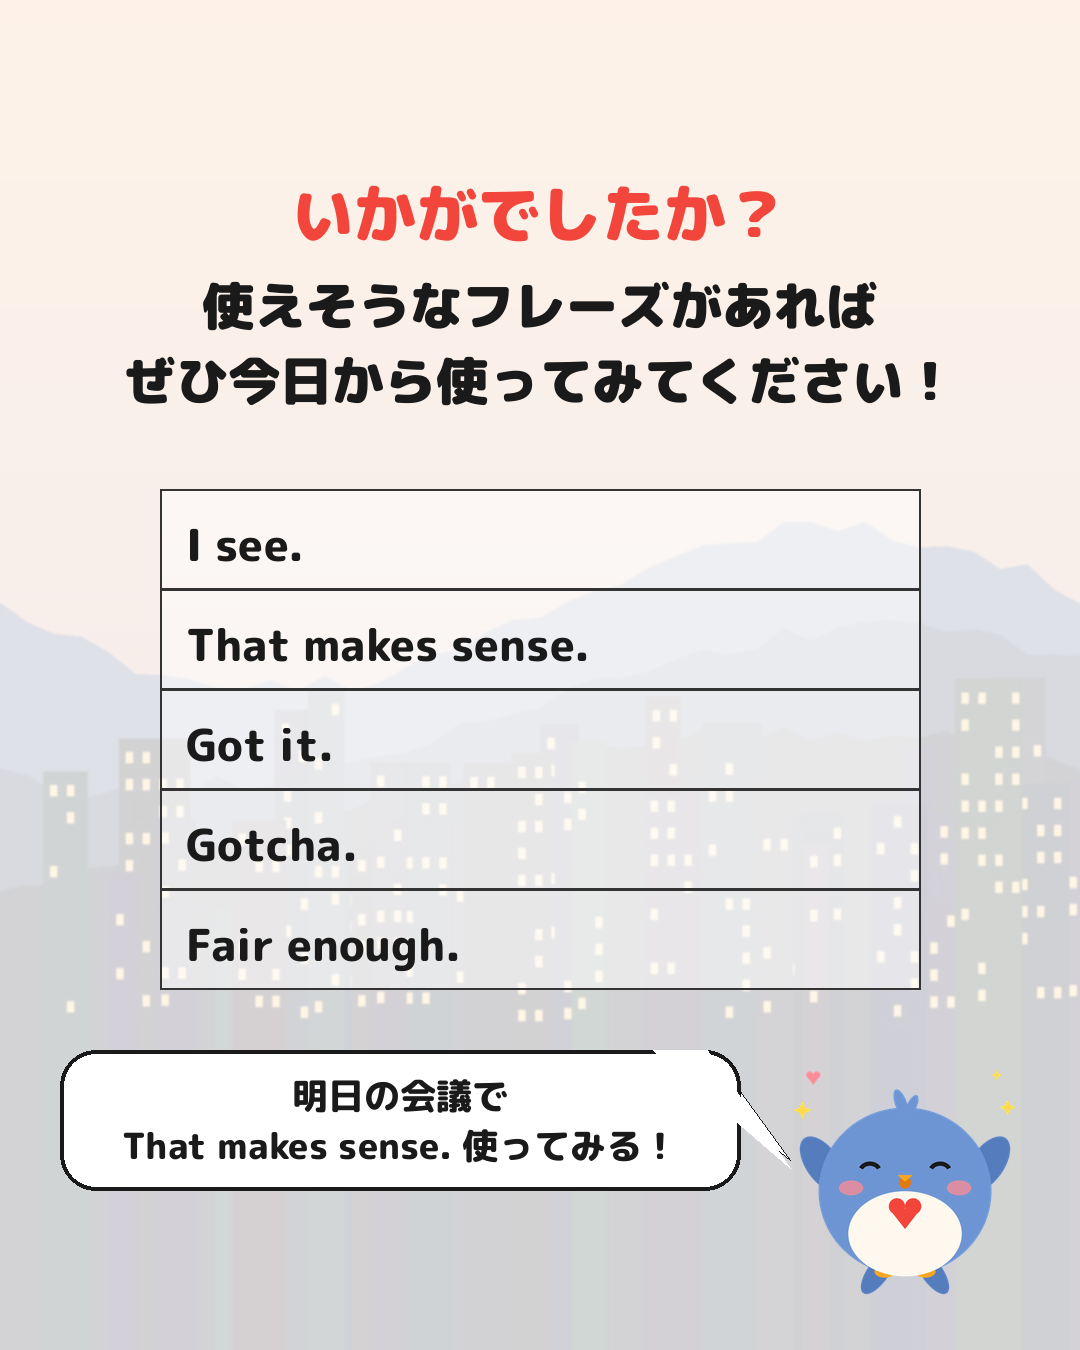 いかがでしたか？
使えそうなフレーズがあれば
ぜひ今日から使ってみてください！
I see.
That makes sense.
Got it.
Gotcha.
Fair enough.
明日の会議で
That makes sense. 使ってみる！